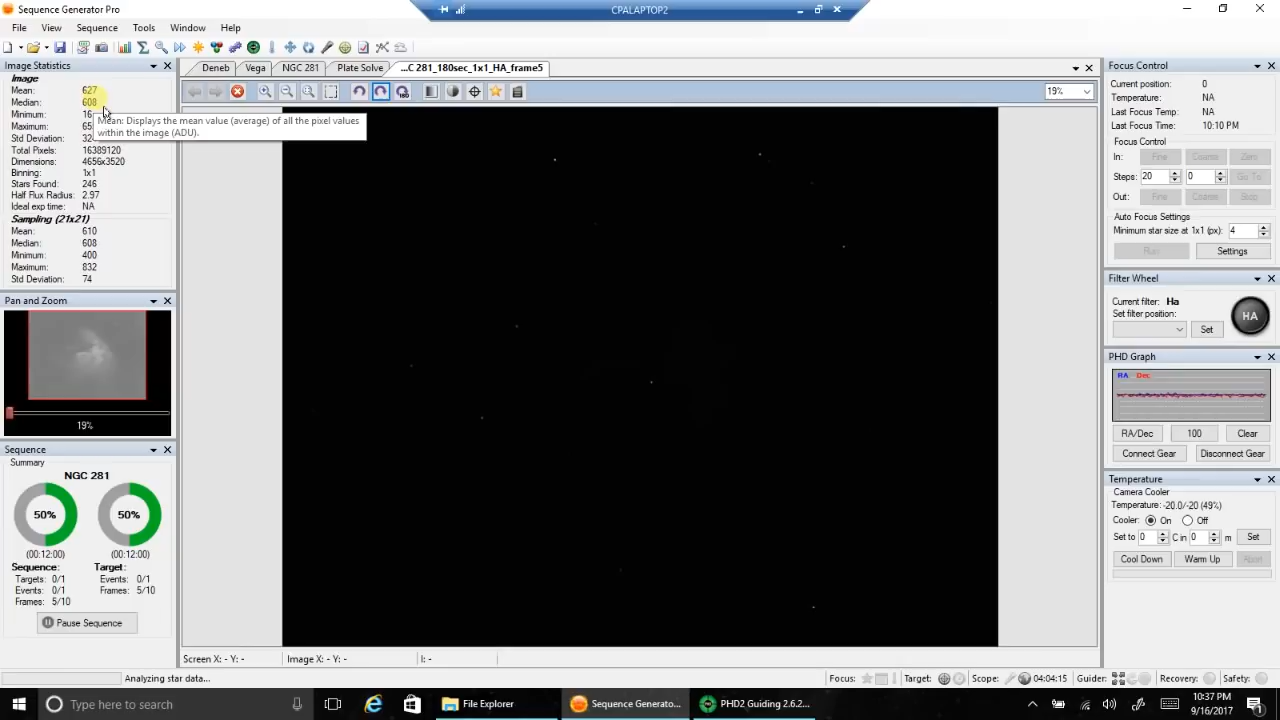 Sequence Generator Pro
CPALAPTOP2
File View Sequence Tools Window Help
Image Statistics
Image
Mean: 627
Median: 608
Minimum: 16
Maximum: 65
Std Deviation: 32
Total Pixels: 16389120
Dimensions: 4656x3520
Binning: 1x1
Stars Found: 246
Half Flux Radius: 2.97
Ideal exp time: NA
Sampling (21x21)
Mean: 610
Median: 608
Minimum: 400
Maximum: 832
Std Deviation: 74
Mean: Displays the mean value (average) of all the pixel values
within the image (ADU).
Pan and Zoom
19%
Sequence
Summary
NGC 281
50% 50%
(00:12:00) (00:12:00)
Sequence: Target:
Targets: 0/1 Events: 0/1
Events: 0/1 Frames: 5/10
Frames: 5/10
Pause Sequence
Deneb Vega NGC 281 Plate Solve ...C 281_180sec_1x1_HA_frame5
19%
Screen X: - Y: - Image X: - Y: - I: -
Focus Control
Current position: 0
Temperature: NA
Last Focus Temp: NA
Last Focus Time: 10:10 PM
Focus Control
In: Fine Coarse Zero
Steps: 20 0 Go To
Out: Fine Coarse Stop
Auto Focus Settings
Minimum star size at 1x1 (px): 4
Run Settings
Filter Wheel
Current filter: Ha
Set filter position:
Set
HA
PHD Graph
RA Dec
RA/Dec 100 Clear
Connect Gear Disconnect Gear
Temperature
Camera Cooler
Temperature: -20.0/-20 (49%)
Cooler: On Off
Set to 0 C in 0 m Set
Cool Down Warm Up Abort
Analyzing star data... Focus: Target: Scope: 04:04:15 Guider: Recovery: Safety:
Type here to search
File Explorer
Sequence Generato...
PHD2 Guiding 2.6.2...
10:37 PM
9/16/2017
1